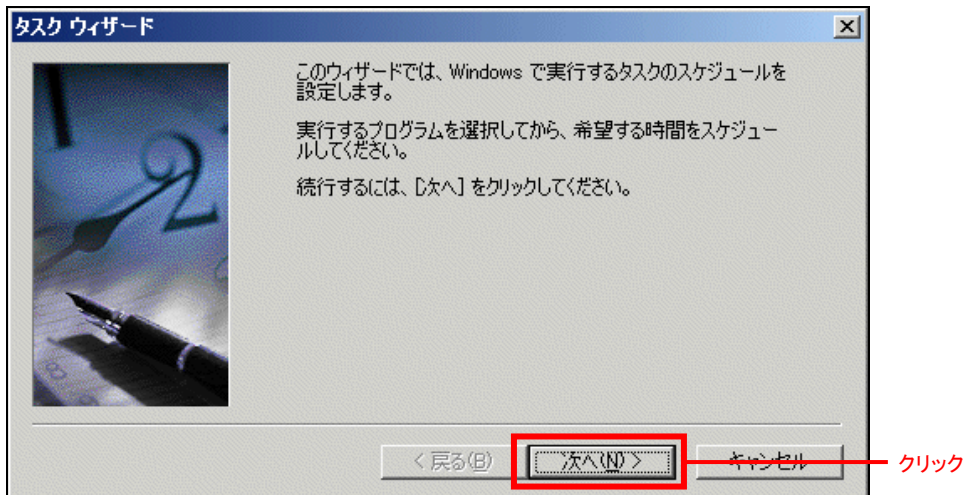 タスク ウィザード
このウィザードでは、Windows で実行するタスクのスケジュールを
設定します。
実行するプログラムを選択してから、希望する時間をスケジュー
ルしてください。
続行するには、[次へ] をクリックしてください。
2
8
< 戻る(B)
次へ(N) >
キャンセル
クリック